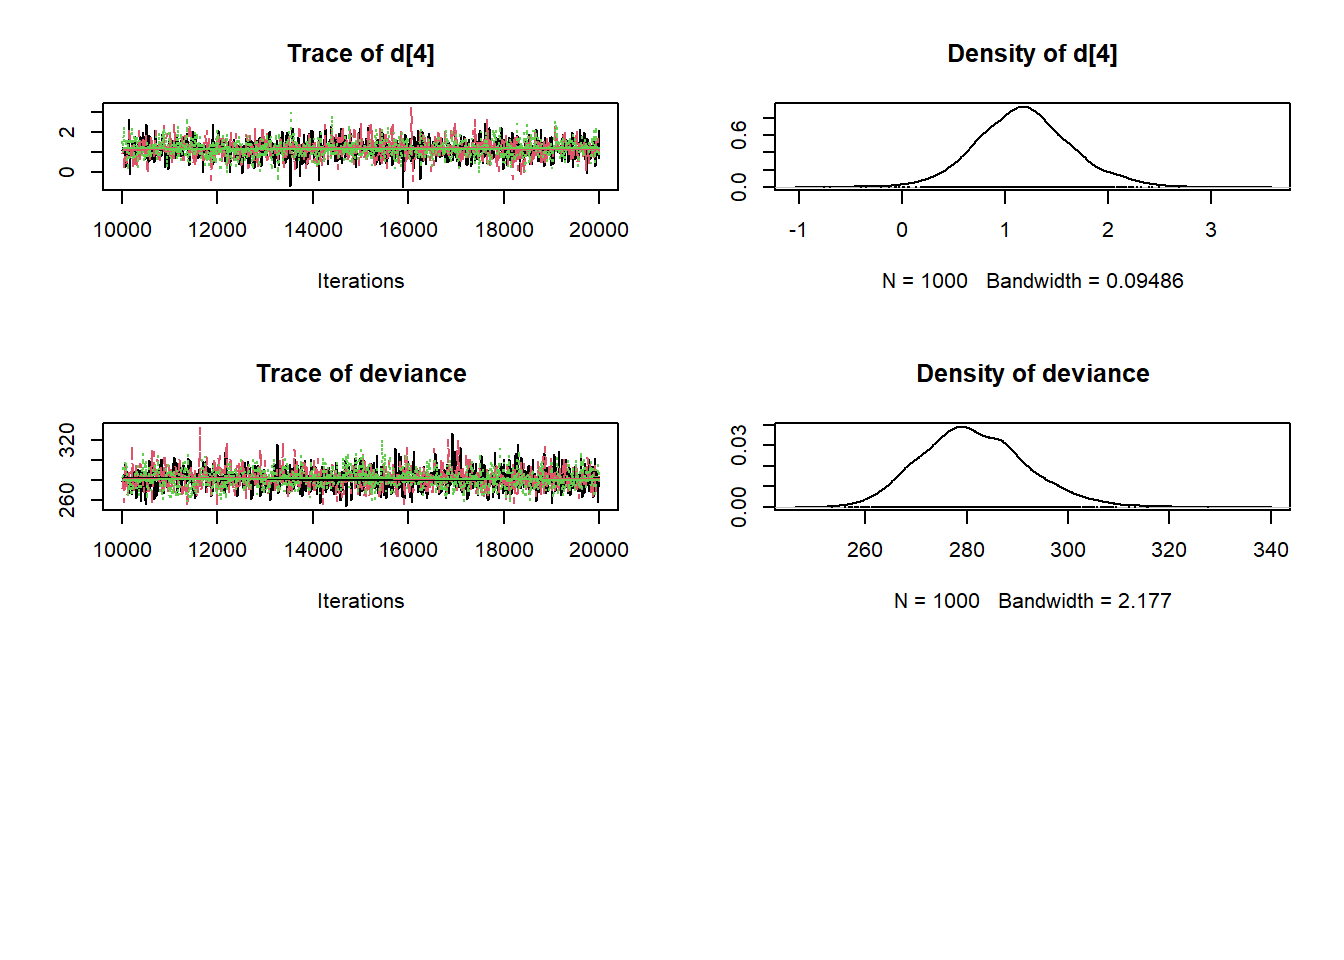 Trace of d[4]
0 2
10000 12000 14000 16000 18000 20000
Iterations
Density of d[4]
0.0 0.6
-1 0 1 2 3
N = 1000 Bandwidth = 0.09486
Trace of deviance
260 320
10000 12000 14000 16000 18000 20000
Iterations
Density of deviance
0.00 0.03
260 280 300 320 340
N = 1000 Bandwidth = 2.177